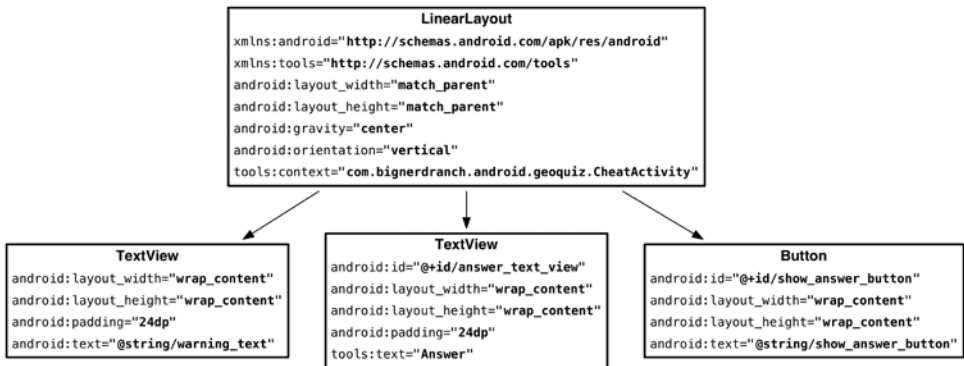 LinearLayout
xmlns:android="http://schemas.android.com/apk/res/android"
xmlns:tools="http://schemas.android.com/tools"
android:layout_width="match_parent"
android:layout_height="match_parent"
android:gravity="center"
android:orientation="vertical"
tools:context="com.bignerdranch.android.geoquiz.CheatActivity"
TextView
android:layout_width="wrap_content"
android:layout_height="wrap_content"
android:padding="24dp"
android:text="@string/warning_text"
TextView
android:id="@+id/answer_text_view"
android:layout_width="wrap_content"
android:layout_height="wrap_content"
android:padding="24dp"
tools:text="Answer"
Button
android:id="@+id/show_answer_button"
android:layout_width="wrap_content"
android:layout_height="wrap_content"
android:text="@string/show_answer_button"